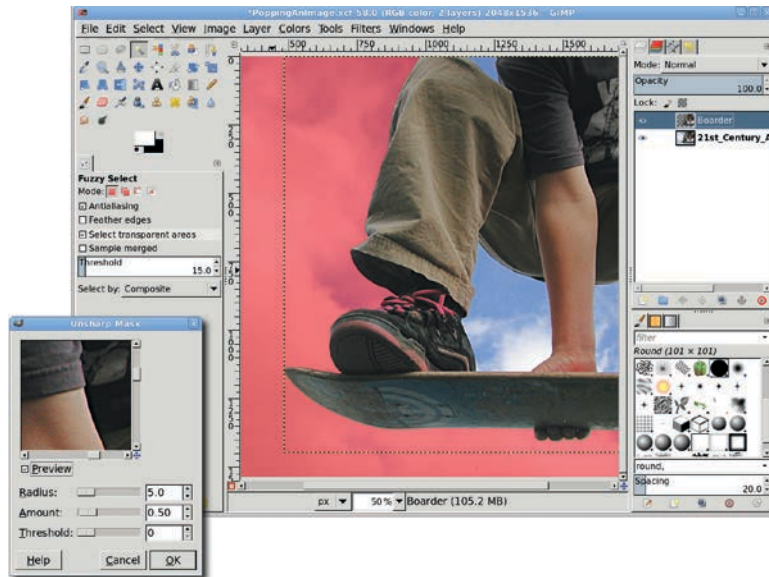 *PoppingAnImage.xcf-58.0 (RGB color, 2 layers) 2048x1536 – GIMP
File Edit Select View Image Layer Colors Tools Filters Windows Help
500 750 1000 1250 1500
Mode: Normal
Opacity
100.0
Lock:
Boarder
21st_Century_A
Fuzzy Select
Mode:
Antialiasing
Feather edges
Select transparent areas
Sample merged
Threshold
15.0
Select by: Composite
Unsharp Mask
Preview
Radius: 5.0
Amount: 0.50
Threshold: 0
Help Cancel OK
px 50% Boarder (105.2 MB)
filter
Round (101 × 101)
round,
Spacing
20.0